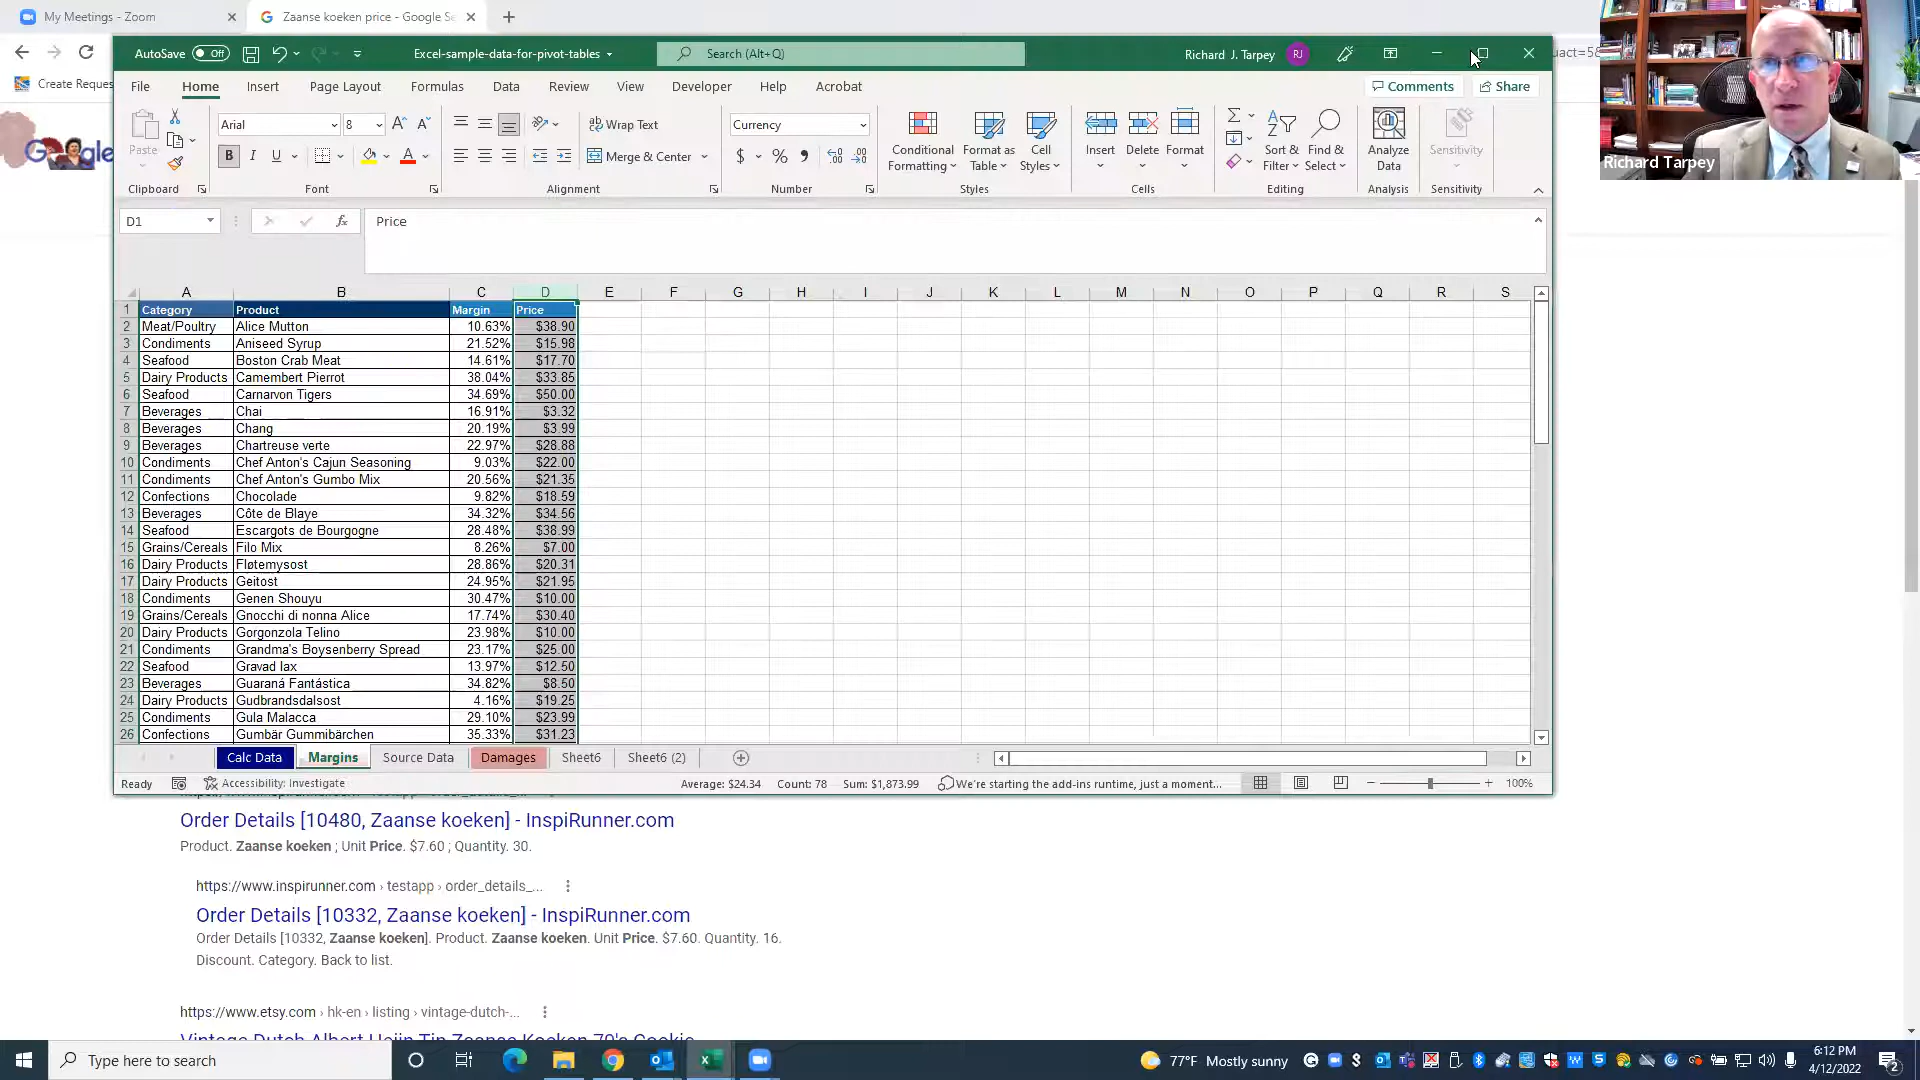 My Meetings - Zoom
Zaanse koeken price - Google Se
Create Reques
uact=58
AutoSave Off
Excel-sample-data-for-pivot-tables
Search (Alt+Q)
Richard J. Tarpey RJ
File Home Insert Page Layout Formulas Data Review View Developer Help Acrobat
Comments Share
Paste
Arial 8
Wrap Text
Currency
Conditional Formatting
Format as Table
Cell Styles
Insert Delete Format
Sort & Filter
Find & Select
Analyze Data
Sensitivity
B I U
Merge & Center
$ % ,
Clipboard Font Alignment Number Styles Cells Editing Analysis Sensitivity
D1 fx Price
A B C D E F G H I J K L M N O P Q R S
1 Category Product Margin Price
2 Meat/Poultry Alice Mutton 10.63% $38.90
3 Condiments Aniseed Syrup 21.52% $15.98
4 Seafood Boston Crab Meat 14.61% $17.70
5 Dairy Products Camembert Pierrot 38.04% $33.85
6 Seafood Carnarvon Tigers 34.69% $50.00
7 Beverages Chai 16.91% $3.32
8 Beverages Chang 20.19% $3.99
9 Beverages Chartreuse verte 22.97% $28.88
10 Condiments Chef Anton's Cajun Seasoning 9.03% $22.00
11 Condiments Chef Anton's Gumbo Mix 20.56% $21.35
12 Confections Chocolade 9.82% $18.59
13 Beverages Côte de Blaye 34.32% $34.56
14 Seafood Escargots de Bourgogne 28.48% $38.99
15 Grains/Cereals Filo Mix 8.26% $7.00
16 Dairy Products Fløtemysost 28.86% $20.31
17 Dairy Products Geitost 24.95% $21.95
18 Condiments Genen Shouyu 30.47% $10.00
19 Grains/Cereals Gnocchi di nonna Alice 17.74% $30.40
20 Dairy Products Gorgonzola Telino 23.98% $10.00
21 Condiments Grandma's Boysenberry Spread 23.17% $25.00
22 Seafood Gravad lax 13.97% $12.50
23 Beverages Guaraná Fantástica 34.82% $8.50
24 Dairy Products Gudbrandsdalsost 4.16% $19.25
25 Condiments Gula Malacca 29.10% $23.99
26 Confections Gumbär Gummibärchen 35.33% $31.23
Calc Data Margins Source Data Damages Sheet6 Sheet6 (2)
Ready Accessibility: Investigate Average: $24.34 Count: 78 Sum: $1,873.99 We're starting the add-ins runtime, just a moment... 100%
Richard Tarpey
Order Details [10480, Zaanse koeken] - InspiRunner.com
Product. Zaanse koeken ; Unit Price. $7.60 ; Quantity. 30.
https://www.inspirunner.com › testapp › order_details_...
Order Details [10332, Zaanse koeken] - InspiRunner.com
Order Details [10332, Zaanse koeken]. Product. Zaanse koeken. Unit Price. $7.60. Quantity. 16.
Discount. Category. Back to list.
https://www.etsy.com › hk-en › listing › vintage-dutch-...
Vintage Dutch Albert Heijn Tin Zaanse Koeken 70's Cookie
Type here to search
77°F Mostly sunny
6:12 PM
4/12/2022
2